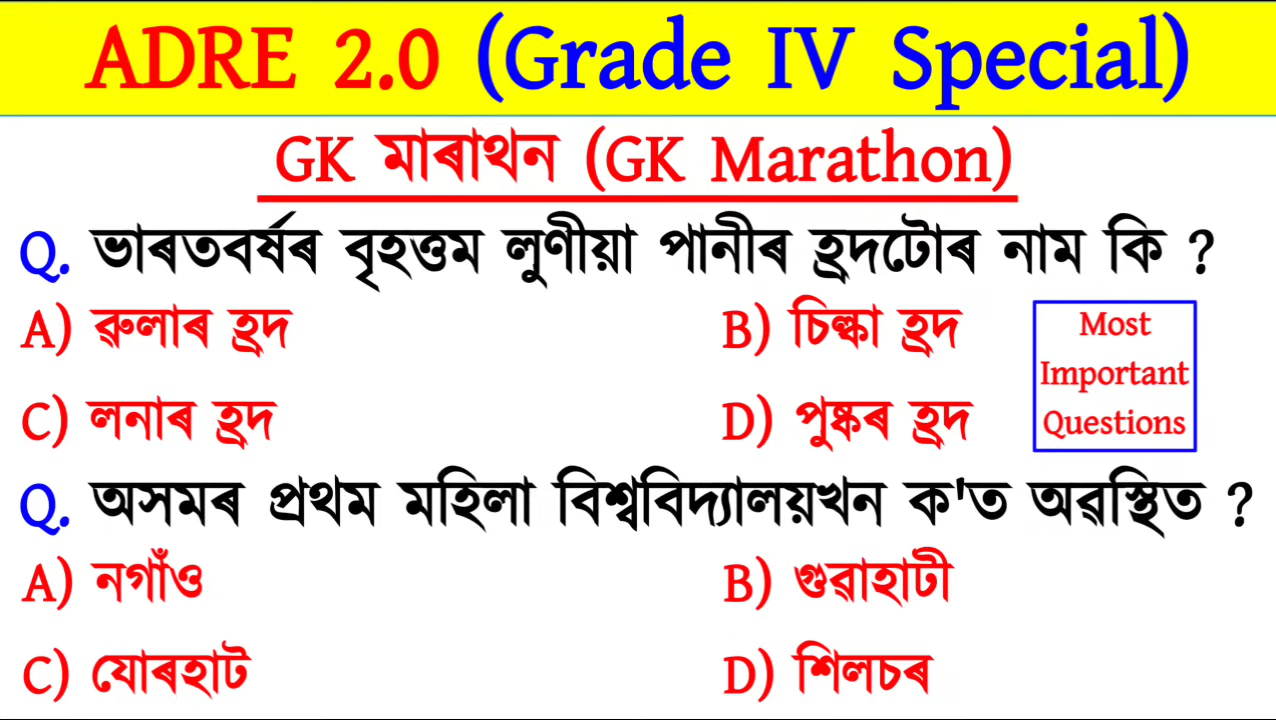 ADRE 2.0 (Grade IV Special)
GK মাৰাথন (GK Marathon)
Q. ভাৰতবৰ্ষৰ বৃহত্তম লুণীয়া পানীৰ হ্ৰদটোৰ নাম কি ?
A) ৱুলাৰ হ্ৰদ
B) চিল্কা হ্ৰদ
C) লনাৰ হ্ৰদ
D) পুষ্কৰ হ্ৰদ
Most
Important
Questions
Q. অসমৰ প্ৰথম মহিলা বিশ্ববিদ্যালয়খন ক'ত অৱস্থিত ?
A) নগাঁও
B) গুৱাহাটী
C) যোৰহাট
D) শিলচৰ